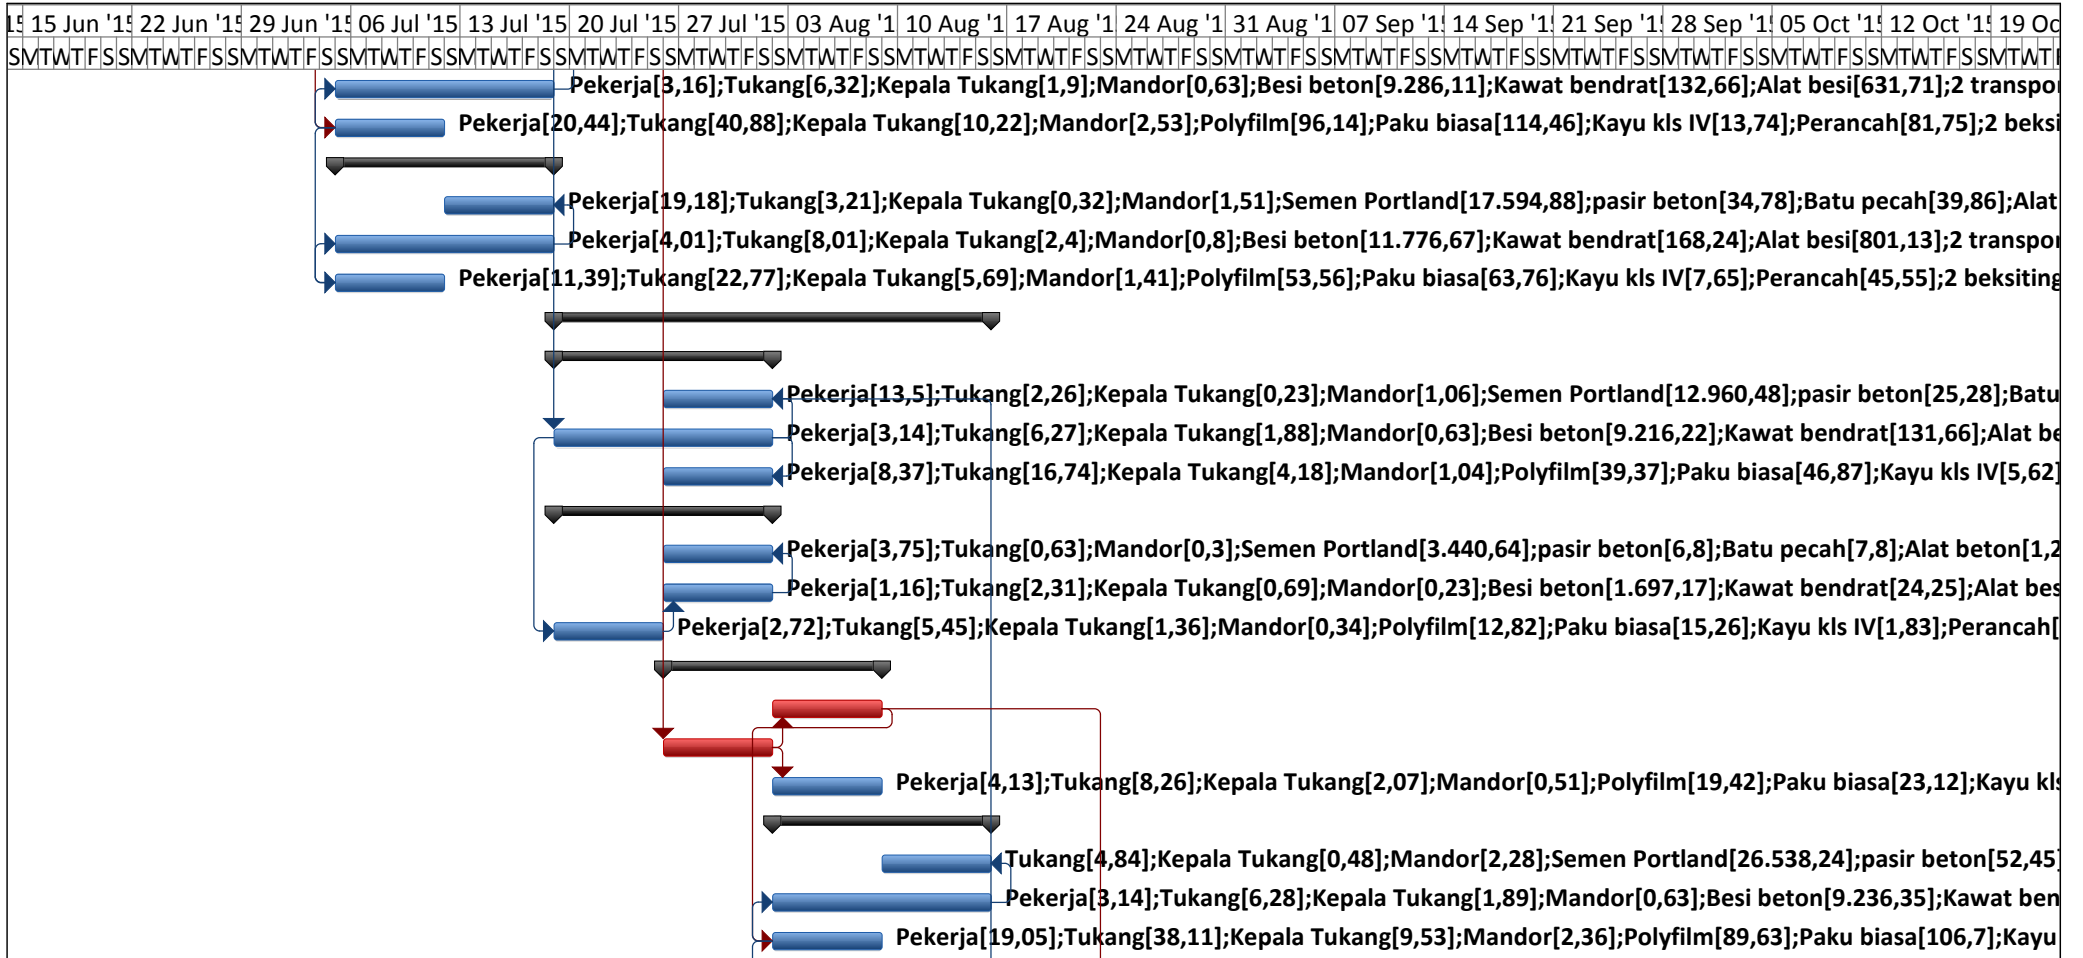 15 15 Jun '15 22 Jun '15 29 Jun '15 06 Jul '15 13 Jul '15 20 Jul '15 27 Jul '15 03 Aug '1 10 Aug '1 17 Aug '1 24 Aug '1 31 Aug '1 07 Sep '15 14 Sep '15 21 Sep '15 28 Sep '15 05 Oct '15 12 Oct '15 19 Oc
S M T W T F S S M T W T F S S M T W T F S S M T W T F S S M T W T F S S M T W T F S S M T W T F S S M T W T F S S M T W T F S S M T W T F S S M T W T F S S M T W T F S S M T W T F S S M T W T F S S M T W T F S S M T W T F S S M T W T F S S M T W T F S S M T W T F
Pekerja[3,16];Tukang[6,32];Kepala Tukang[1,9];Mandor[0,63];Besi beton[9.286,11];Kawat bendrat[132,66];Alat besi[631,71];2 transpor
Pekerja[20,44];Tukang[40,88];Kepala Tukang[10,22];Mandor[2,53];Polyfilm[96,14];Paku biasa[114,46];Kayu kls IV[13,74];Perancah[81,75];2 beksi
Pekerja[19,18];Tukang[3,21];Kepala Tukang[0,32];Mandor[1,51];Semen Portland[17.594,88];pasir beton[34,78];Batu pecah[39,86];Alat
Pekerja[4,01];Tukang[8,01];Kepala Tukang[2,4];Mandor[0,8];Besi beton[11.776,67];Kawat bendrat[168,24];Alat besi[801,13];2 transpor
Pekerja[11,39];Tukang[22,77];Kepala Tukang[5,69];Mandor[1,41];Polyfilm[53,56];Paku biasa[63,76];Kayu kls IV[7,65];Perancah[45,55];2 beksiting
Pekerja[13,5];Tukang[2,26];Kepala Tukang[0,23];Mandor[1,06];Semen Portland[12.960,48];pasir beton[25,28];Batu
Pekerja[3,14];Tukang[6,27];Kepala Tukang[1,88];Mandor[0,63];Besi beton[9.216,22];Kawat bendrat[131,66];Alat be
Pekerja[8,37];Tukang[16,74];Kepala Tukang[4,18];Mandor[1,04];Polyfilm[39,37];Paku biasa[46,87];Kayu kls IV[5,62]
Pekerja[3,75];Tukang[0,63];Mandor[0,3];Semen Portland[3.440,64];pasir beton[6,8];Batu pecah[7,8];Alat beton[1,2
Pekerja[1,16];Tukang[2,31];Kepala Tukang[0,69];Mandor[0,23];Besi beton[1.697,17];Kawat bendrat[24,25];Alat bes
Pekerja[2,72];Tukang[5,45];Kepala Tukang[1,36];Mandor[0,34];Polyfilm[12,82];Paku biasa[15,26];Kayu kls IV[1,83];Perancah[
Pekerja[4,13];Tukang[8,26];Kepala Tukang[2,07];Mandor[0,51];Polyfilm[19,42];Paku biasa[23,12];Kayu kls
Tukang[4,84];Kepala Tukang[0,48];Mandor[2,28];Semen Portland[26.538,24];pasir beton[52,45]
Pekerja[3,14];Tukang[6,28];Kepala Tukang[1,89];Mandor[0,63];Besi beton[9.236,35];Kawat ben
Pekerja[19,05];Tukang[38,11];Kepala Tukang[9,53];Mandor[2,36];Polyfilm[89,63];Paku biasa[106,7];Kayu